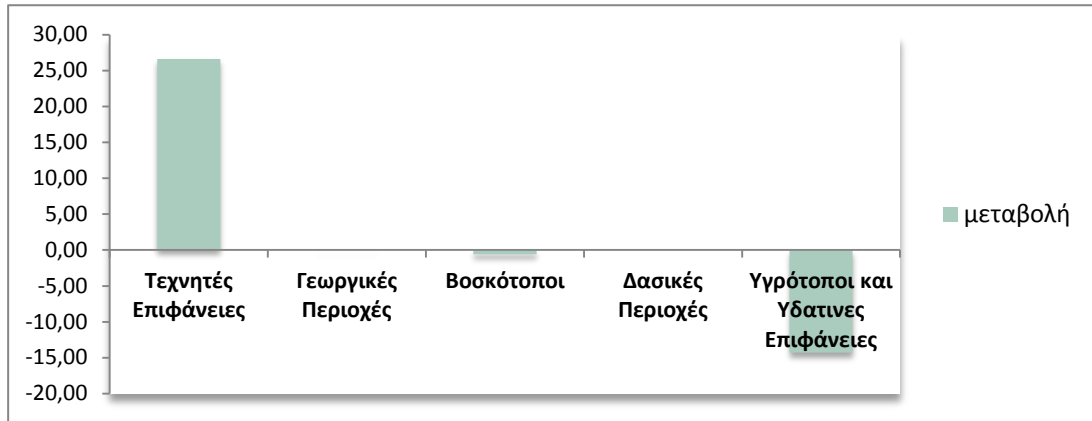 30,00
25,00
20,00
15,00
10,00
5,00
0,00
-5,00
-10,00
-15,00
-20,00
Τεχνητές
Επιφάνειες
Γεωργικές
Περιοχές
Βοσκότοποι
Δασικές
Περιοχές
Υγρότοποι και
Υδατινες
Επιφάνειες
μεταβολή